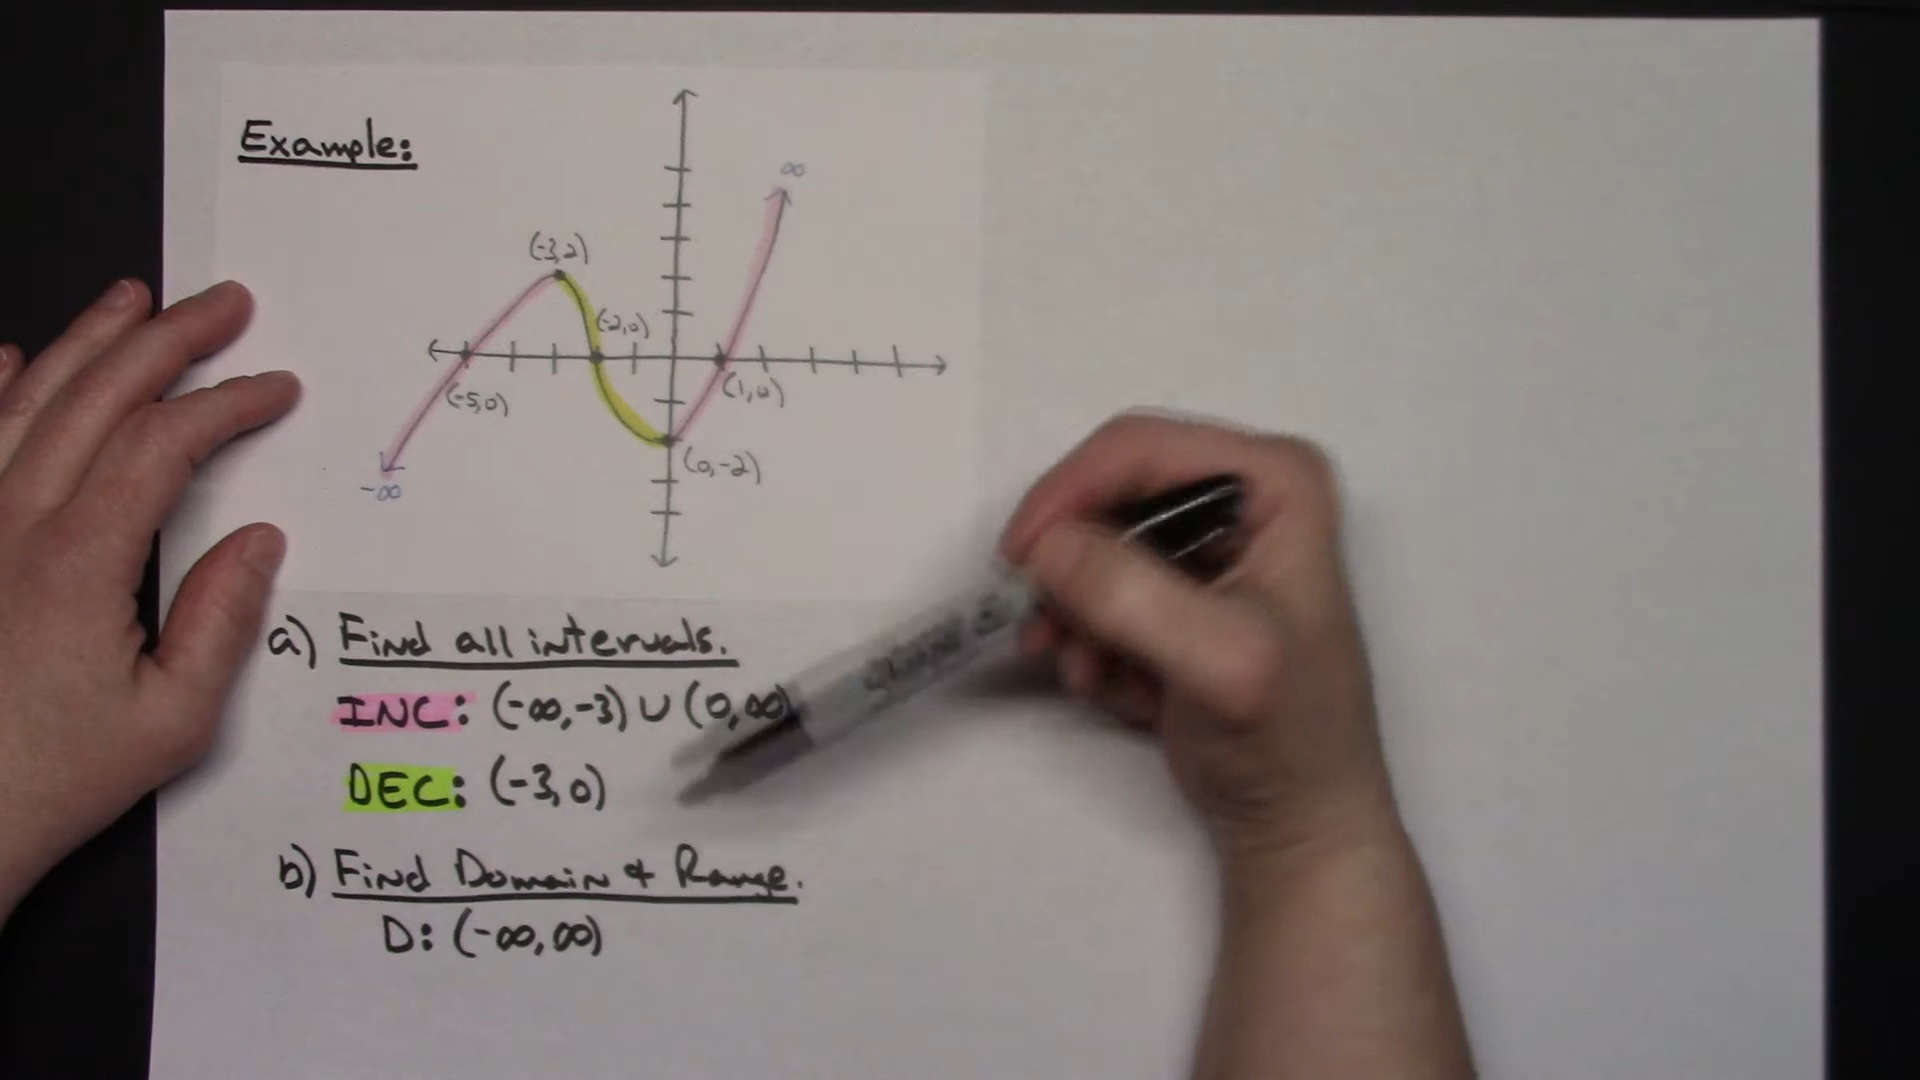 Example:
∞
(-3,2)
(-2,0)
(-5,0)
(1,0)
(0,-2)
-∞
a) Find all intervals.
INC: (-∞,-3) ∪ (0,∞)
DEC: (-3,0)
b) Find Domain & Range.
D: (-∞,∞)